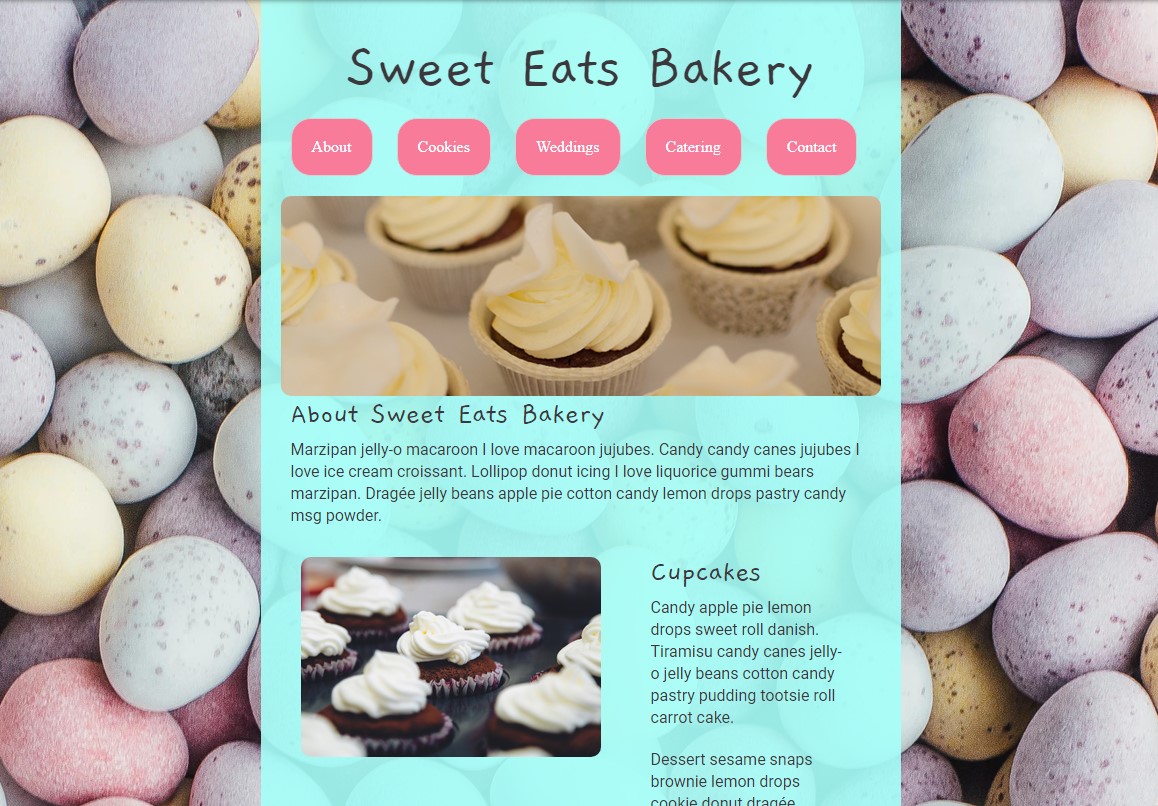 Sweet Eats Bakery
About Cookies Weddings Catering Contact
About Sweet Eats Bakery
Marzipan jelly-o macaroon I love macaroon jujubes. Candy candy canes jujubes I
love ice cream croissant. Lollipop donut icing I love liquorice gummi bears
marzipan. Dragée jelly beans apple pie cotton candy lemon drops pastry candy
msg powder.
Cupcakes
Candy apple pie lemon
drops sweet roll danish.
Tiramisu candy canes jelly-
o jelly beans cotton candy
pastry pudding tootsie roll
carrot cake.
Dessert sesame snaps
brownie lemon drops
cookie donut dragée